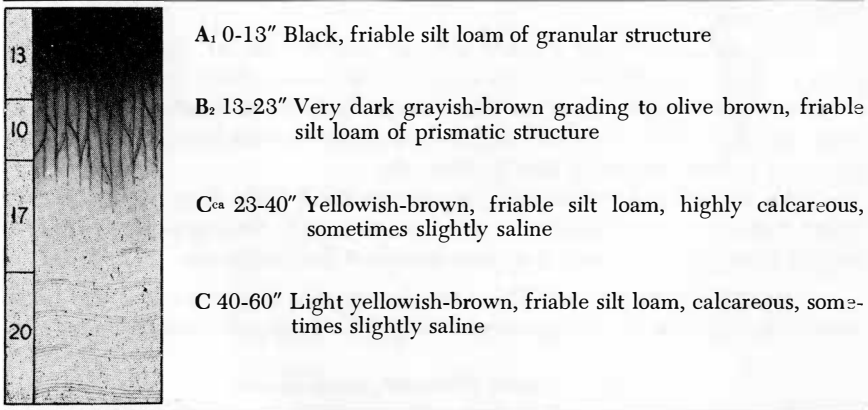 13
10
17
20
A₁ 0-13″ Black, friable silt loam of granular structure
B₂ 13-23″ Very dark grayish-brown grading to olive brown, friable
silt loam of prismatic structure
Cᶜᵃ 23-40″ Yellowish-brown, friable silt loam, highly calcareous,
sometimes slightly saline
C 40-60″ Light yellowish-brown, friable silt loam, calcareous, some-
times slightly saline